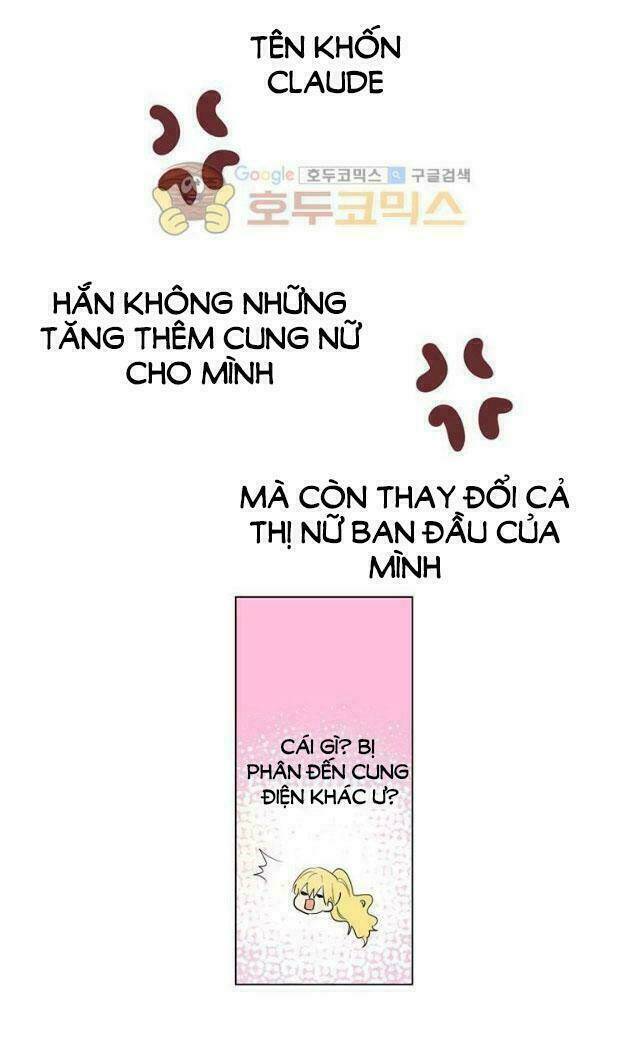 TÊN KHỐN
CLAUDE
Google 호두코믹스 구글검색
호두코믹스
HẮN KHÔNG NHỮNG
TĂNG THÊM CUNG NỮ
CHO MÌNH
MÀ CÒN THAY ĐỔI CẢ
THỊ NỮ BAN ĐẦU CỦA
MÌNH
CÁI GÌ? BỊ
PHÂN ĐẾN CUNG
ĐIỆN KHÁC Ư?